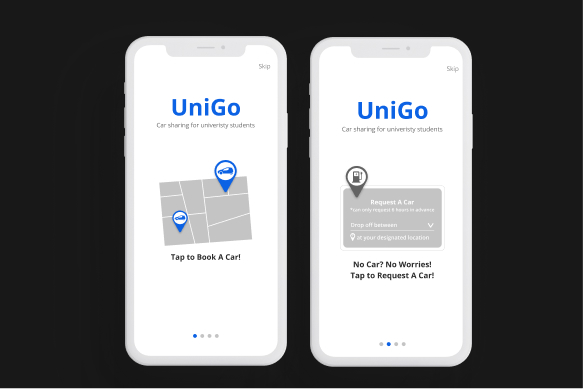 Skip
UniGo
Car sharing for univeristy students
Tap to Book A Car!
Skip
UniGo
Car sharing for univeristy students
Request A Car
*can only request 6 hours in advance
Drop off between
at your designated location
No Car? No Worries!
Tap to Request A Car!